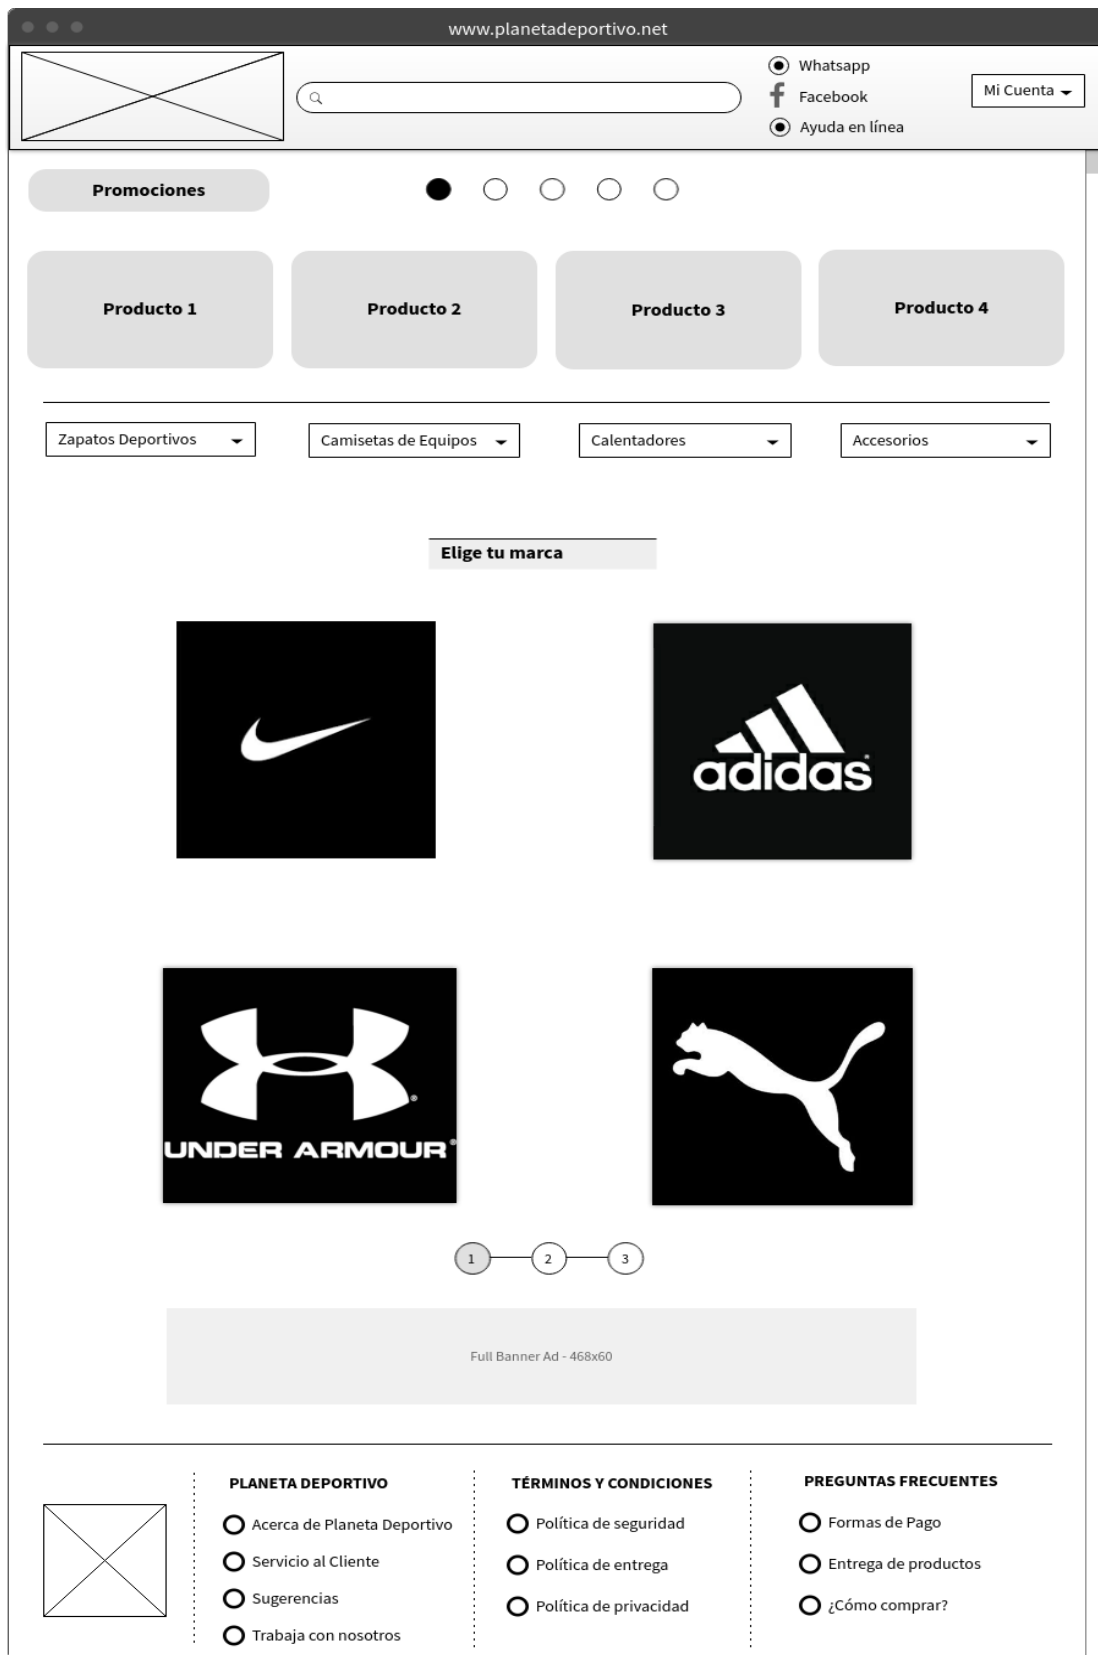 www.planetadeportivo.net
Whatsapp
Facebook
Ayuda en línea
Mi Cuenta
Promociones
Producto 1
Producto 2
Producto 3
Producto 4
Zapatos Deportivos
Camisetas de Equipos
Calentadores
Accesorios
Elige tu marca
adidas
UNDER ARMOUR
1
2
3
Full Banner Ad - 468x60
PLANETA DEPORTIVO
Acerca de Planeta Deportivo
Servicio al Cliente
Sugerencias
Trabaja con nosotros
TÉRMINOS Y CONDICIONES
Política de seguridad
Política de entrega
Política de privacidad
PREGUNTAS FRECUENTES
Formas de Pago
Entrega de productos
¿Cómo comprar?